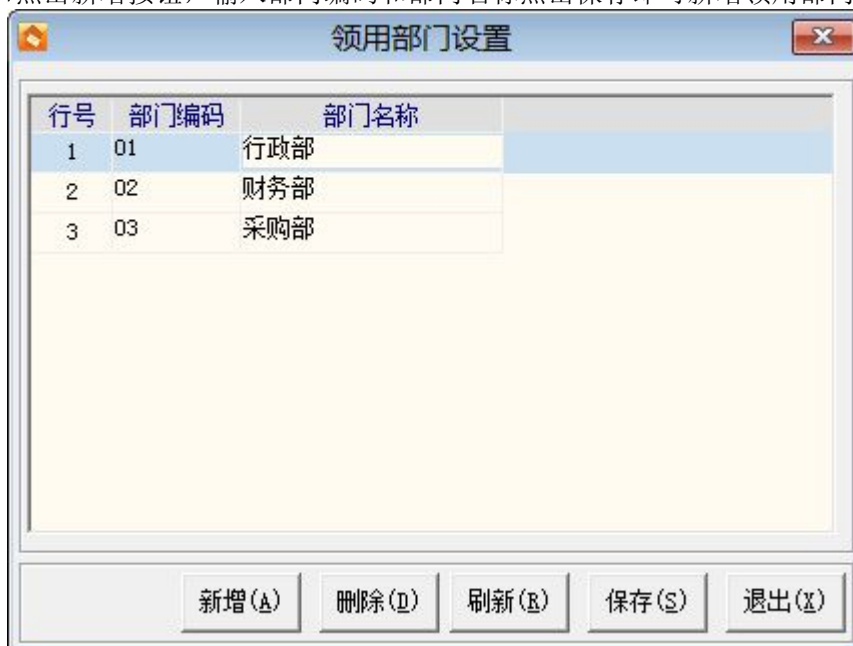 领用部门设置
行号 部门编码 部门名称
1 01 行政部
2 02 财务部
3 03 采购部
新增(A) 删除(D) 刷新(R) 保存(S) 退出(X)